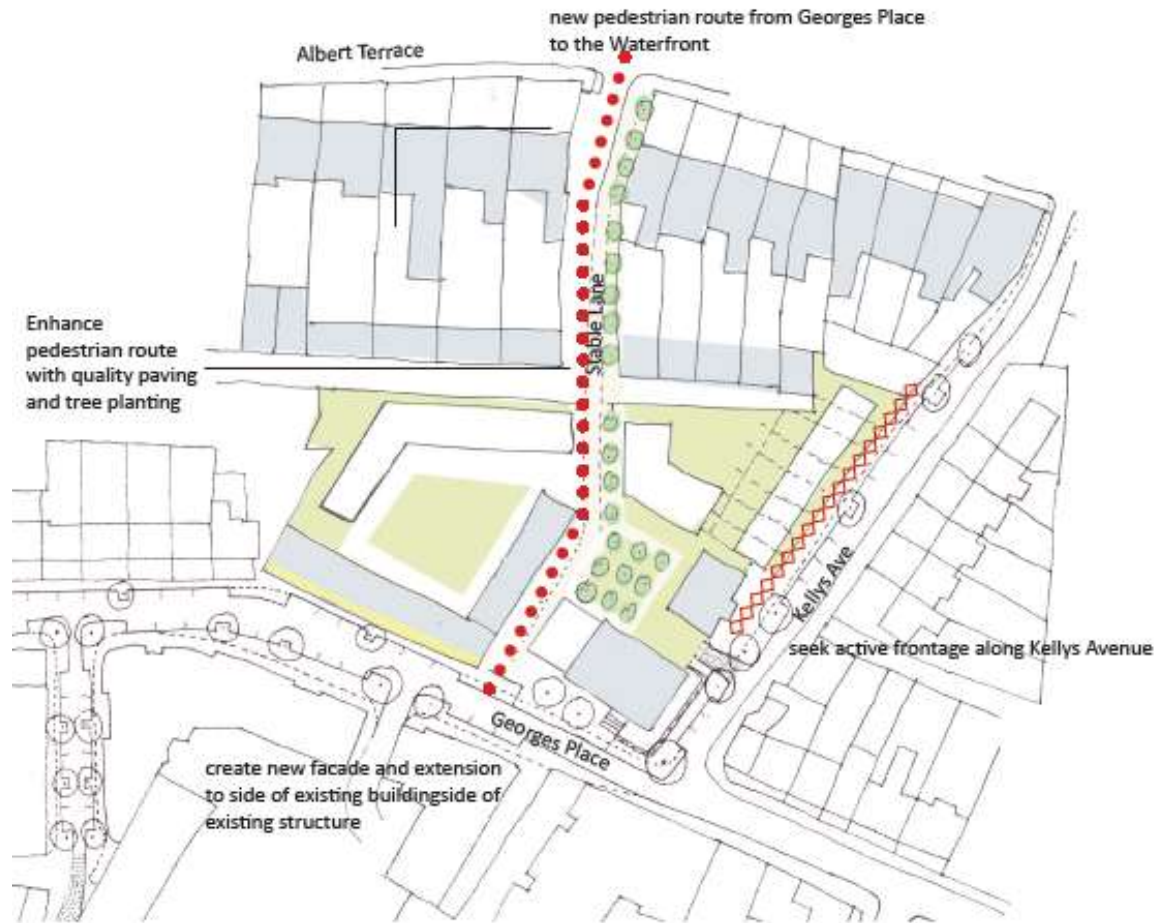 new pedestrian route from Georges Place
to the Waterfront
Albert Terrace
Stable Lane
Enhance
pedestrian route
with quality paving
and tree planting
Kellys Ave
seek active frontage along Kellys Avenue
Georges Place
create new facade and extension
to side of existing buildingside of
existing structure